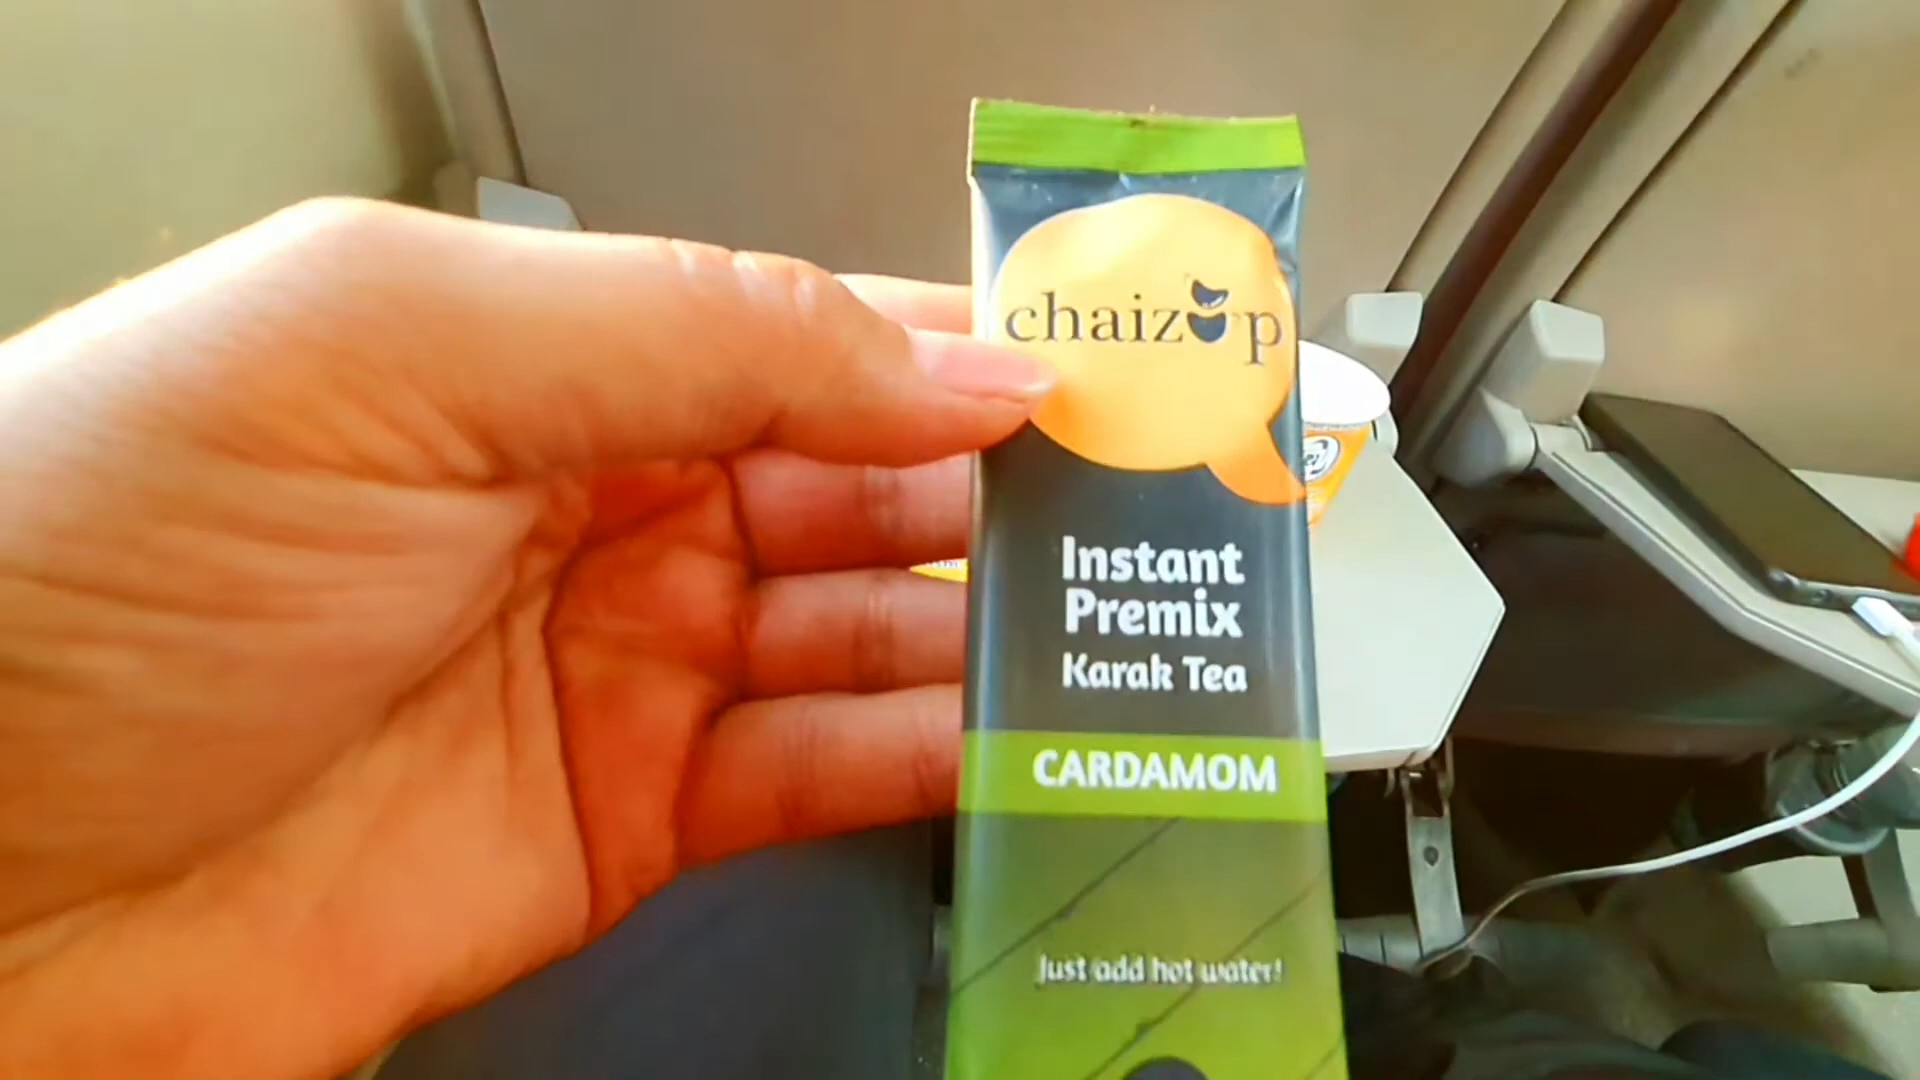 chaizup
Instant
Premix
Karak Tea
CARDAMOM
Just add hot water!